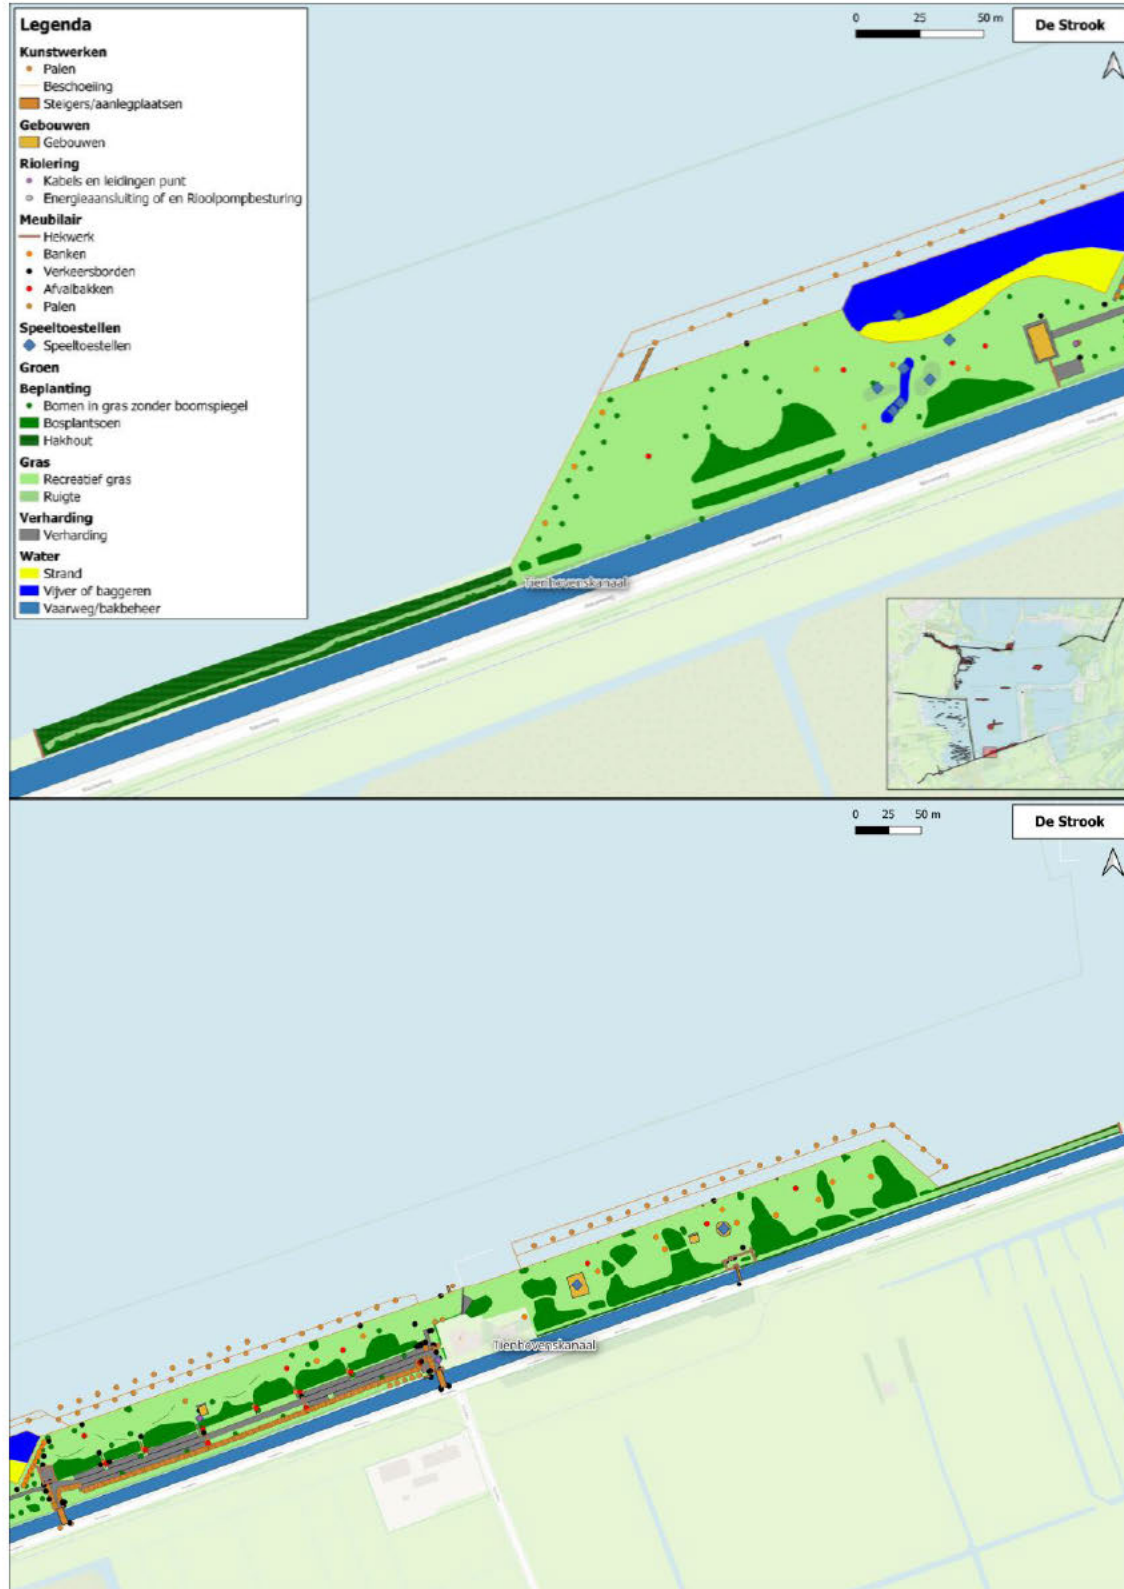 Legenda
Kunstwerken
Palen
Beschoeiing
Steigers/aanlegplaatsen
Gebouwen
Gebouwen
Riolering
Kabels en leidingen punt
Energieaansluiting of en Rioolpompbesturing
Meubilair
Hekwerk
Banken
Verkeersborden
Afvalbakken
Palen
Speeltoestellen
Speeltoestellen
Groen
Beplanting
Bomen in gras zonder boomspiegel
Bosplantsoen
Hakhout
Gras
Recreatief gras
Ruigte
Verharding
Verharding
Water
Strand
Vijver of baggeren
Vaarweg/bakbeheer
0 25 50 m
De Strook
Tienhovenskanaal
0 25 50 m
De Strook
Tienhovenskanaal